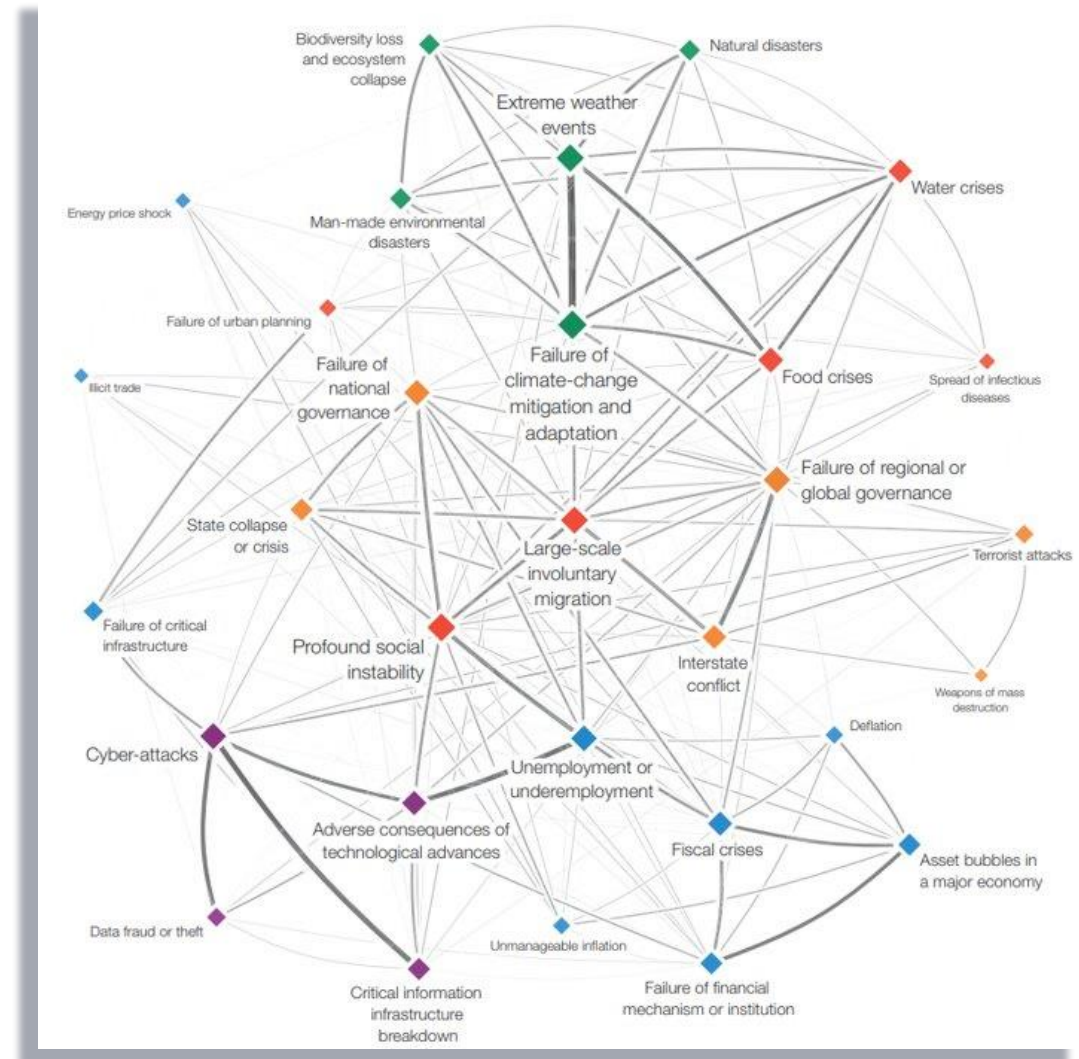 Biodiversity loss
and ecosystem
collapse
Natural disasters
Extreme weather
events
Water crises
Energy price shock
Man-made environmental
disasters
Failure of urban planning
Failure of
climate-change
mitigation and
adaptation
Failure of
national
governance
Food crises
Spread of infectious
diseases
Illicit trade
Failure of regional or
global governance
State collapse
or crisis
Large-scale
involuntary
migration
Terrorist attacks
Failure of critical
infrastructure
Profound social
instability
Interstate
conflict
Weapons of mass
destruction
Deflation
Cyber-attacks
Unemployment or
underemployment
Adverse consequences of
technological advances
Fiscal crises
Asset bubbles in
a major economy
Data fraud or theft
Unmanageable inflation
Critical information
infrastructure
breakdown
Failure of financial
mechanism or institution